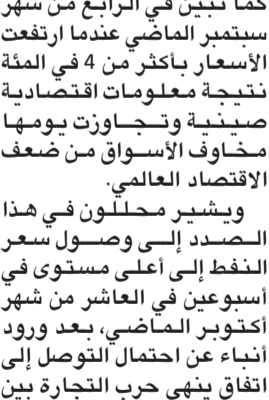 كما تبين في الرابع من شهر
سبتمبر الماضي عندما ارتفعت
الأسعار بأكثر من 4 في المئة
نتيجة معلومات اقتصادية
صينية وتجاوزت يومها
مخاوف الأسواق من ضعف
الاقتصاد العالمي.
ويشير محللون في هذا
الصدد إلى وصول سعر
النفط إلى أعلى مستوى في
أسبوعين في العاشر من شهر
أكتوبر الماضي، بعد ورود
أنباء عن احتمال التوصل إلى
اتفاق ينهي حرب التجارة بين